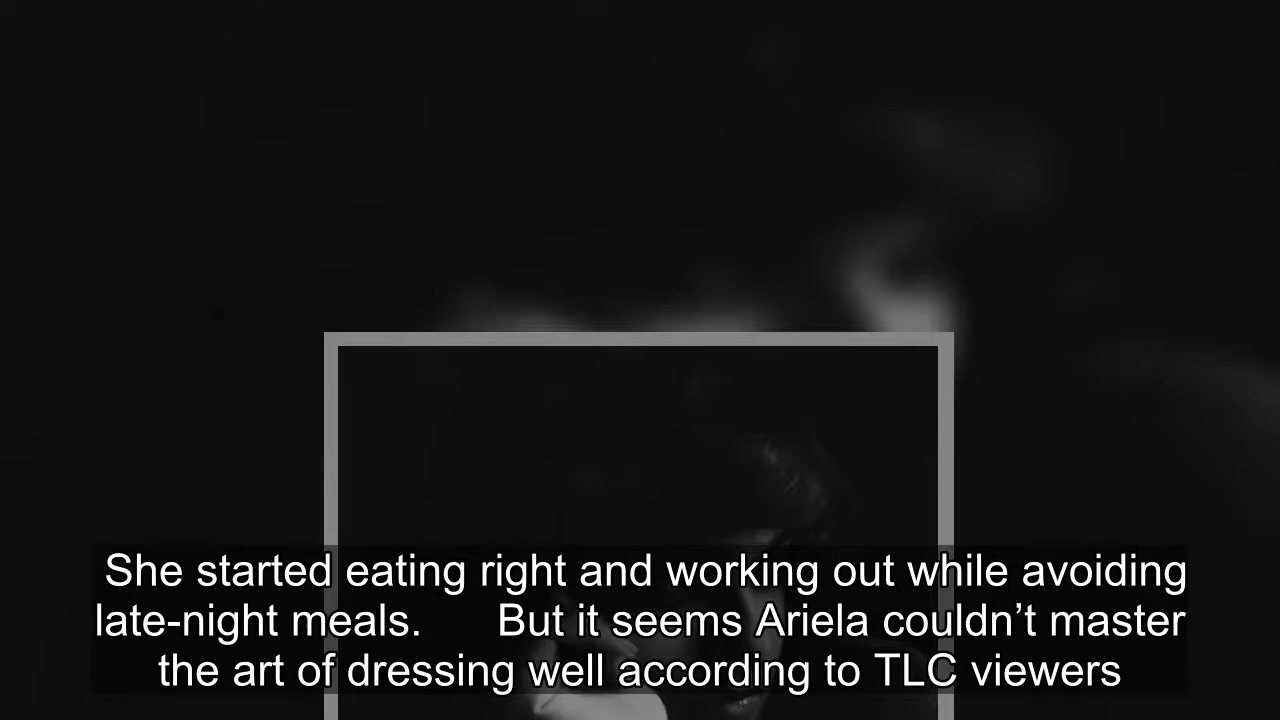 She started eating right and working out while avoiding
late-night meals. But it seems Ariela couldn’t master
the art of dressing well according to TLC viewers